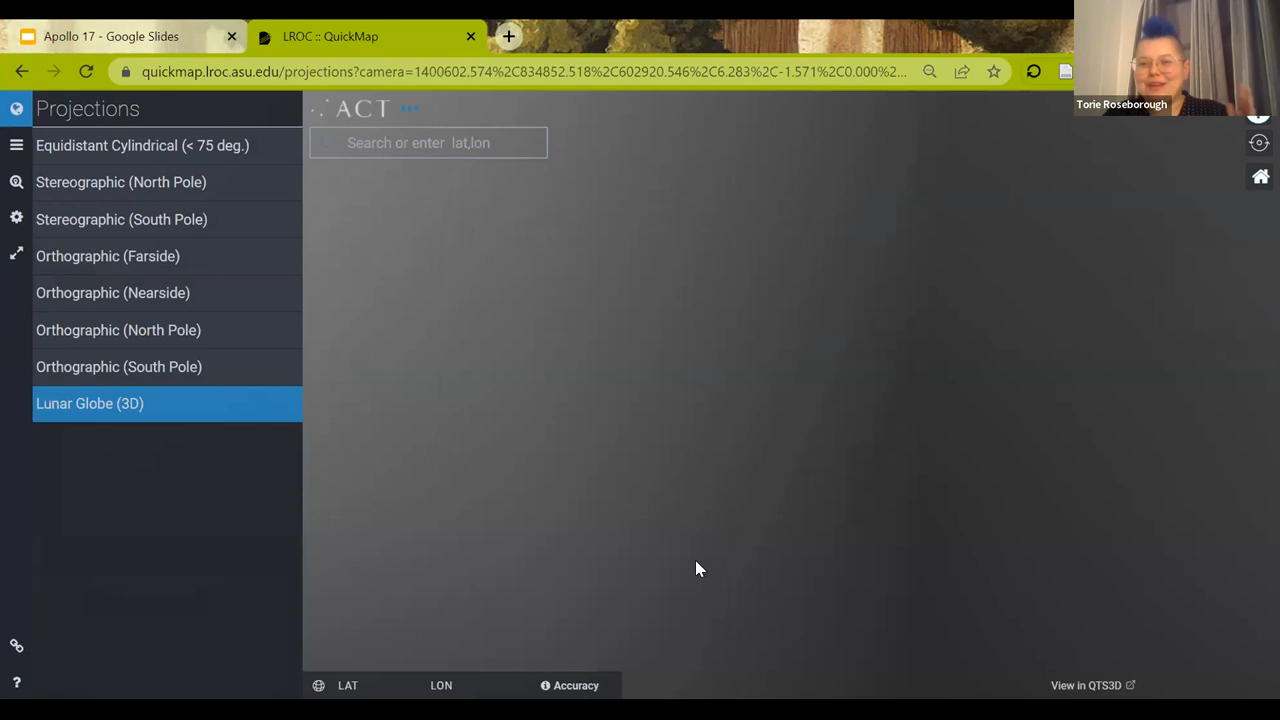 Apollo 17 - Google Slides
LROC :: QuickMap
quickmap.lroc.asu.edu/projections?camera=1400602.574%2C834852.518%2C602920.546%2C6.283%2C-1.571%2C0.000%2...
Torie Roseborough
Projections
ACT
Search or enter lat,lon
Equidistant Cylindrical (< 75 deg.)
Stereographic (North Pole)
Stereographic (South Pole)
Orthographic (Farside)
Orthographic (Nearside)
Orthographic (North Pole)
Orthographic (South Pole)
Lunar Globe (3D)
?
LAT
LON
Accuracy
View in QTS3D